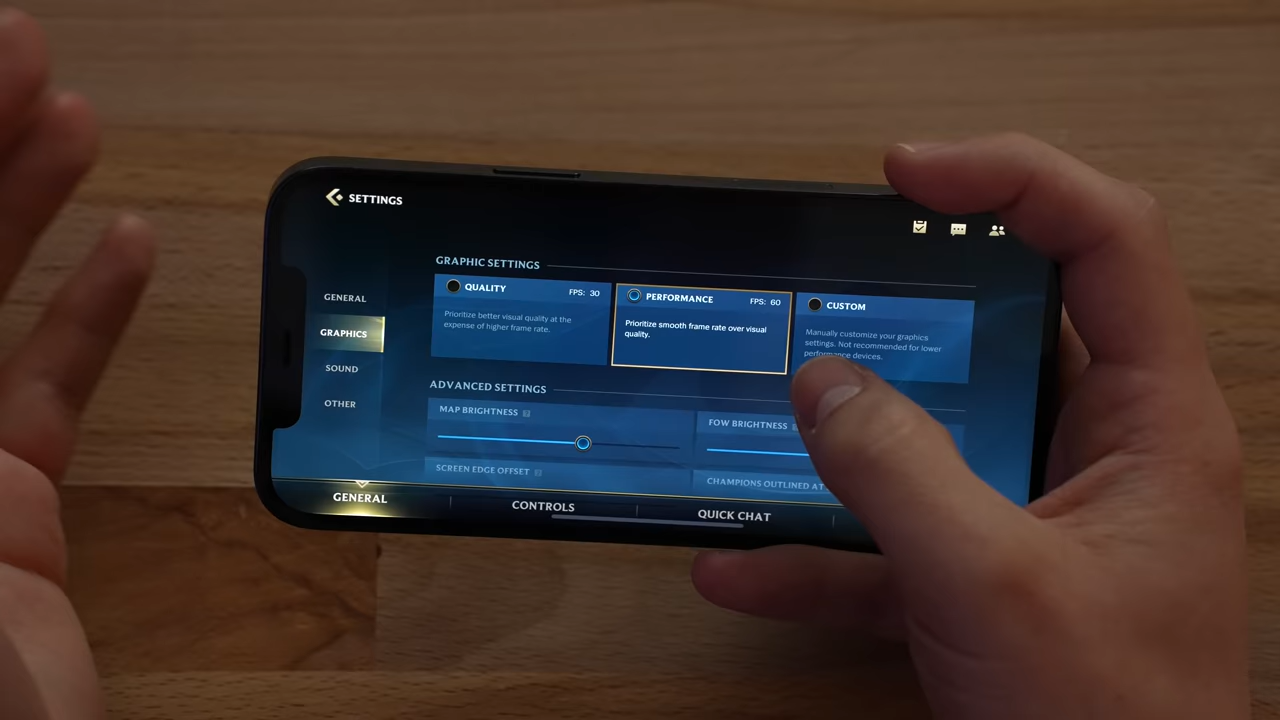 SETTINGS
GRAPHIC SETTINGS
GENERAL
GRAPHICS
SOUND
OTHER
QUALITY FPS: 30
Prioritize better visual quality at the
expense of higher frame rate.
PERFORMANCE FPS: 60
Prioritize smooth frame rate over visual
quality.
CUSTOM
Manually customize your graphics
settings. Not recommended for lower
performance devices.
ADVANCED SETTINGS
MAP BRIGHTNESS ?
FOW BRIGHTNESS
SCREEN EDGE OFFSET ?
CHAMPIONS OUTLINED AT
GENERAL
CONTROLS
QUICK CHAT